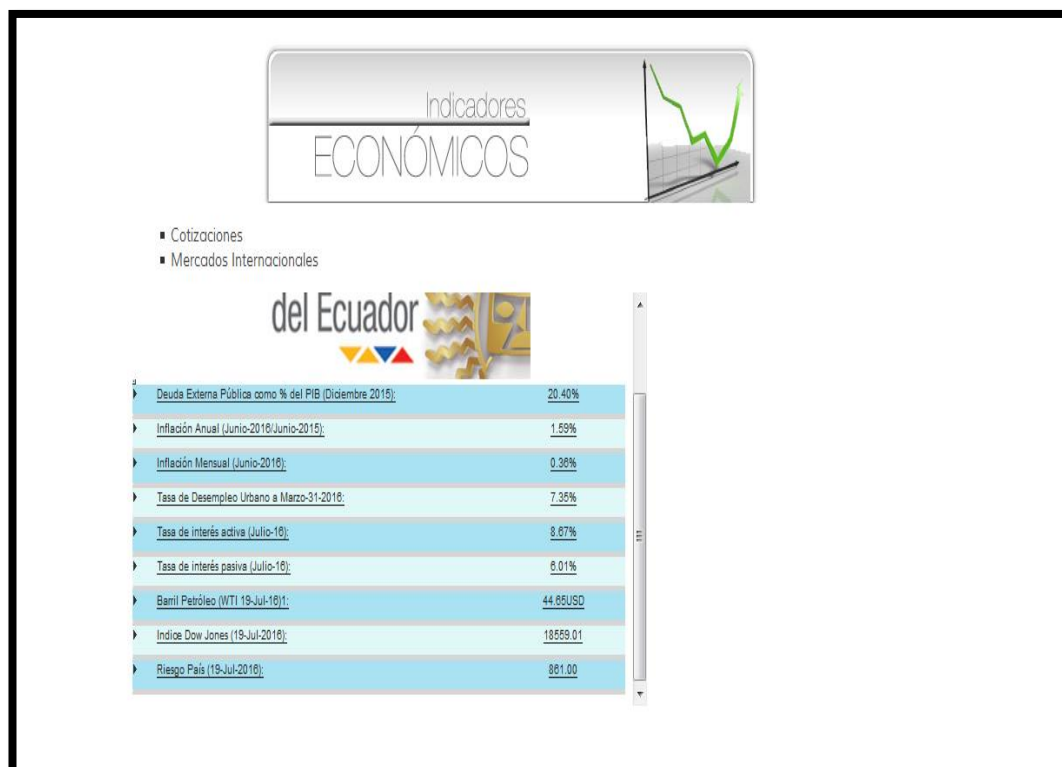 Indicadores
ECONÓMICOS
Cotizaciones
Mercados Internacionales
del Ecuador
Deuda Externa Pública como % del PIB (Diciembre 2015): 20.40%
Inflación Anual (Junio-2016/Junio-2015): 1.59%
Inflación Mensual (Junio-2016): 0.36%
Tasa de Desempleo Urbano a Marzo-31-2016: 7.35%
Tasa de interés activa (Julio-16): 8.67%
Tasa de interés pasiva (Julio-16): 6.01%
Barril Petróleo (WTI 19-Jul-16)1: 44.65USD
Indice Dow Jones (19-Jul-2016): 18559.01
Riesgo País (19-Jul-2016): 861.00